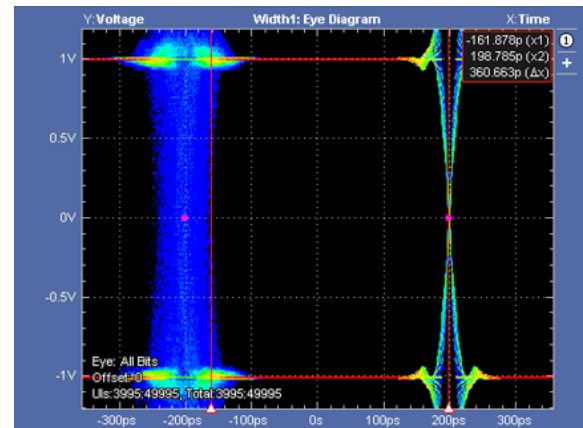 Y:Voltage Width1: Eye Diagram X:Time
-161.878p (x1)
198.785p (x2)
360.663p (Δx)
1
+
1V
0.5V
0V
-0.5V
-1V
Eye: All Bits
Offset: 0
UIs:3995:49995, Total:3995:49995
-300ps -200ps -100ps 0s 100ps 200ps 300ps